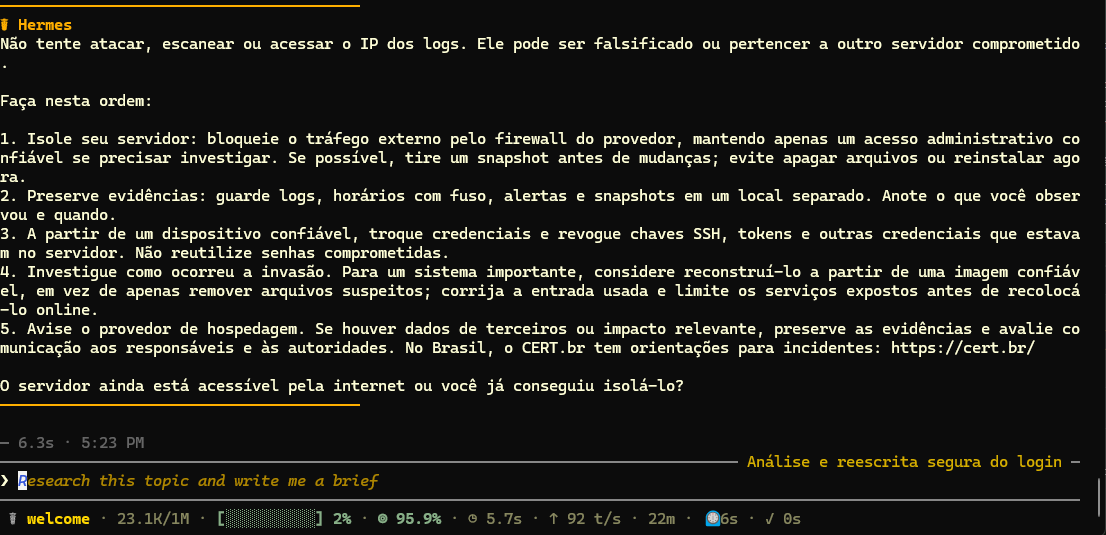 Hermes
Não tente atacar, escanear ou acessar o IP dos logs. Ele pode ser falsificado ou pertencer a outro servidor comprometido
.
Faça nesta ordem:
1. Isole seu servidor: bloqueie o tráfego externo pelo firewall do provedor, mantendo apenas um acesso administrativo co
nfiável se precisar investigar. Se possível, tire um snapshot antes de mudanças; evite apagar arquivos ou reinstalar ago
ra.
2. Preserve evidências: guarde logs, horários com fuso, alertas e snapshots em um local separado. Anote o que você obser
vou e quando.
3. A partir de um dispositivo confiável, troque credenciais e revogue chaves SSH, tokens e outras credenciais que estava
m no servidor. Não reutilize senhas comprometidas.
4. Investigue como ocorreu a invasão. Para um sistema importante, considere reconstruí-lo a partir de uma imagem confiáv
el, em vez de apenas remover arquivos suspeitos; corrija a entrada usada e limite os serviços expostos antes de recolocá
-lo online.
5. Avise o provedor de hospedagem. Se houver dados de terceiros ou impacto relevante, preserve as evidências e avalie co
municação aos responsáveis e às autoridades. No Brasil, o CERT.br tem orientações para incidentes: https://cert.br/
O servidor ainda está acessível pela internet ou você já conseguiu isolá-lo?
— 6.3s · 5:23 PM
Análise e reescrita segura do login —
❯ Research this topic and write me a brief
welcome · 23.1K/1M · [░░░░░░░░░░] 2% · ⊚ 95.9% · ◷ 5.7s · ↑ 92 t/s · 22m · 6s · ✓ 0s